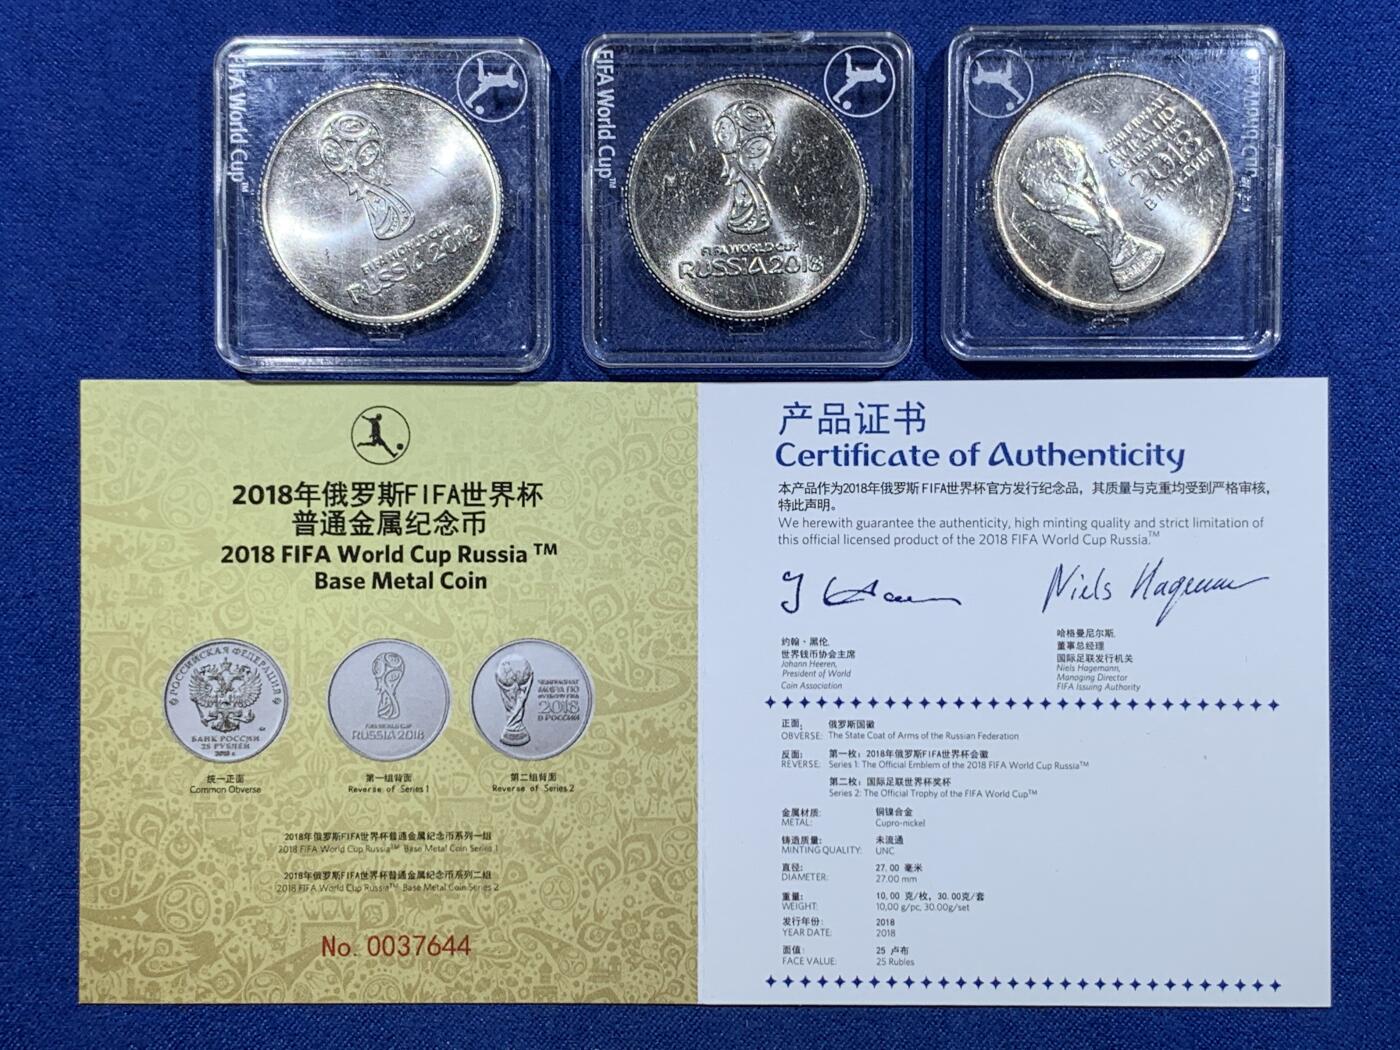 FIFA World Cup™
FIFA WORLD CUP
RUSSIA 2018
FIFA World Cup™
FIFA WORLD CUP
RUSSIA 2018
ЧЕМПИОНАТ
МИРА ПО
2018
В РОССИИ
2018年俄罗斯FIFA世界杯
普通金属纪念币
2018 FIFA World Cup Russia ™
Base Metal Coin
РОССИЙСКАЯ ФЕДЕРАЦИЯ
БАНК РОССИИ
25 РУБЛЕЙ
2018 г.
FIFA WORLD CUP
RUSSIA 2018
ЧЕМПИОНАТ
МИРА ПО
ФУТБОЛУ FIFA
2018
В РОССИИ
统一正面
Common Obverse
第一组背面
Reverse of Series 1
第二组背面
Reverse of Series 2
2018年俄罗斯FIFA世界杯普通金属纪念币系列一组
2018 FIFA World Cup Russia™ Base Metal Coin Series 1
2018年俄罗斯FIFA世界杯普通金属纪念币系列二组
2018 FIFA World Cup Russia™ Base Metal Coin Series 2
No. 0037644
产品证书
Certificate of Authenticity
本产品作为2018年俄罗斯FIFA世界杯官方发行纪念品，其质量与克重均受到严格审核，
特此声明。
We herewith guarantee the authenticity, high minting quality and strict limitation of
this official licensed product of the 2018 FIFA World Cup Russia.™
Niels Hagemann
约翰·黑伦
世界钱币协会主席
Johann Heeren,
President of World
Coin Association
哈格曼尼尔斯,
董事总经理
国际足联发行机关
Niels Hagemann,
Managing Director
FIFA Issuing Authority
正面: 俄罗斯国徽
OBVERSE: The State Coat of Arms of the Russian Federation
反面: 第一枚: 2018年俄罗斯FIFA世界杯会徽
REVERSE: Series 1: The Official Emblem of the 2018 FIFA World Cup Russia™
第二枚: 国际足联世界杯奖杯
Series 2: The Official Trophy of the FIFA World Cup™
金属材质: 铜镍合金
METAL: Cupro-nickel
铸造质量: 未流通
MINTING QUALITY: UNC
直径: 27.00 毫米
DIAMETER: 27.00 mm
重量: 10.00 克/枚, 30.00克/套
WEIGHT: 10,00 g/pc, 30.00g/set
发行年份: 2018
YEAR DATE: 2018
面值: 25 卢布
FACE VALUE: 25 Rubles